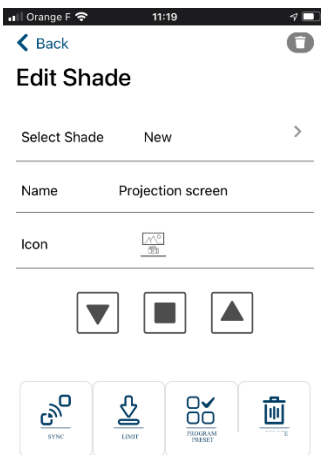 Orange F 11:19
Back
Edit Shade
Select Shade New
Name Projection screen
Icon
SYNC LIMIT PROGRAM
PRESET